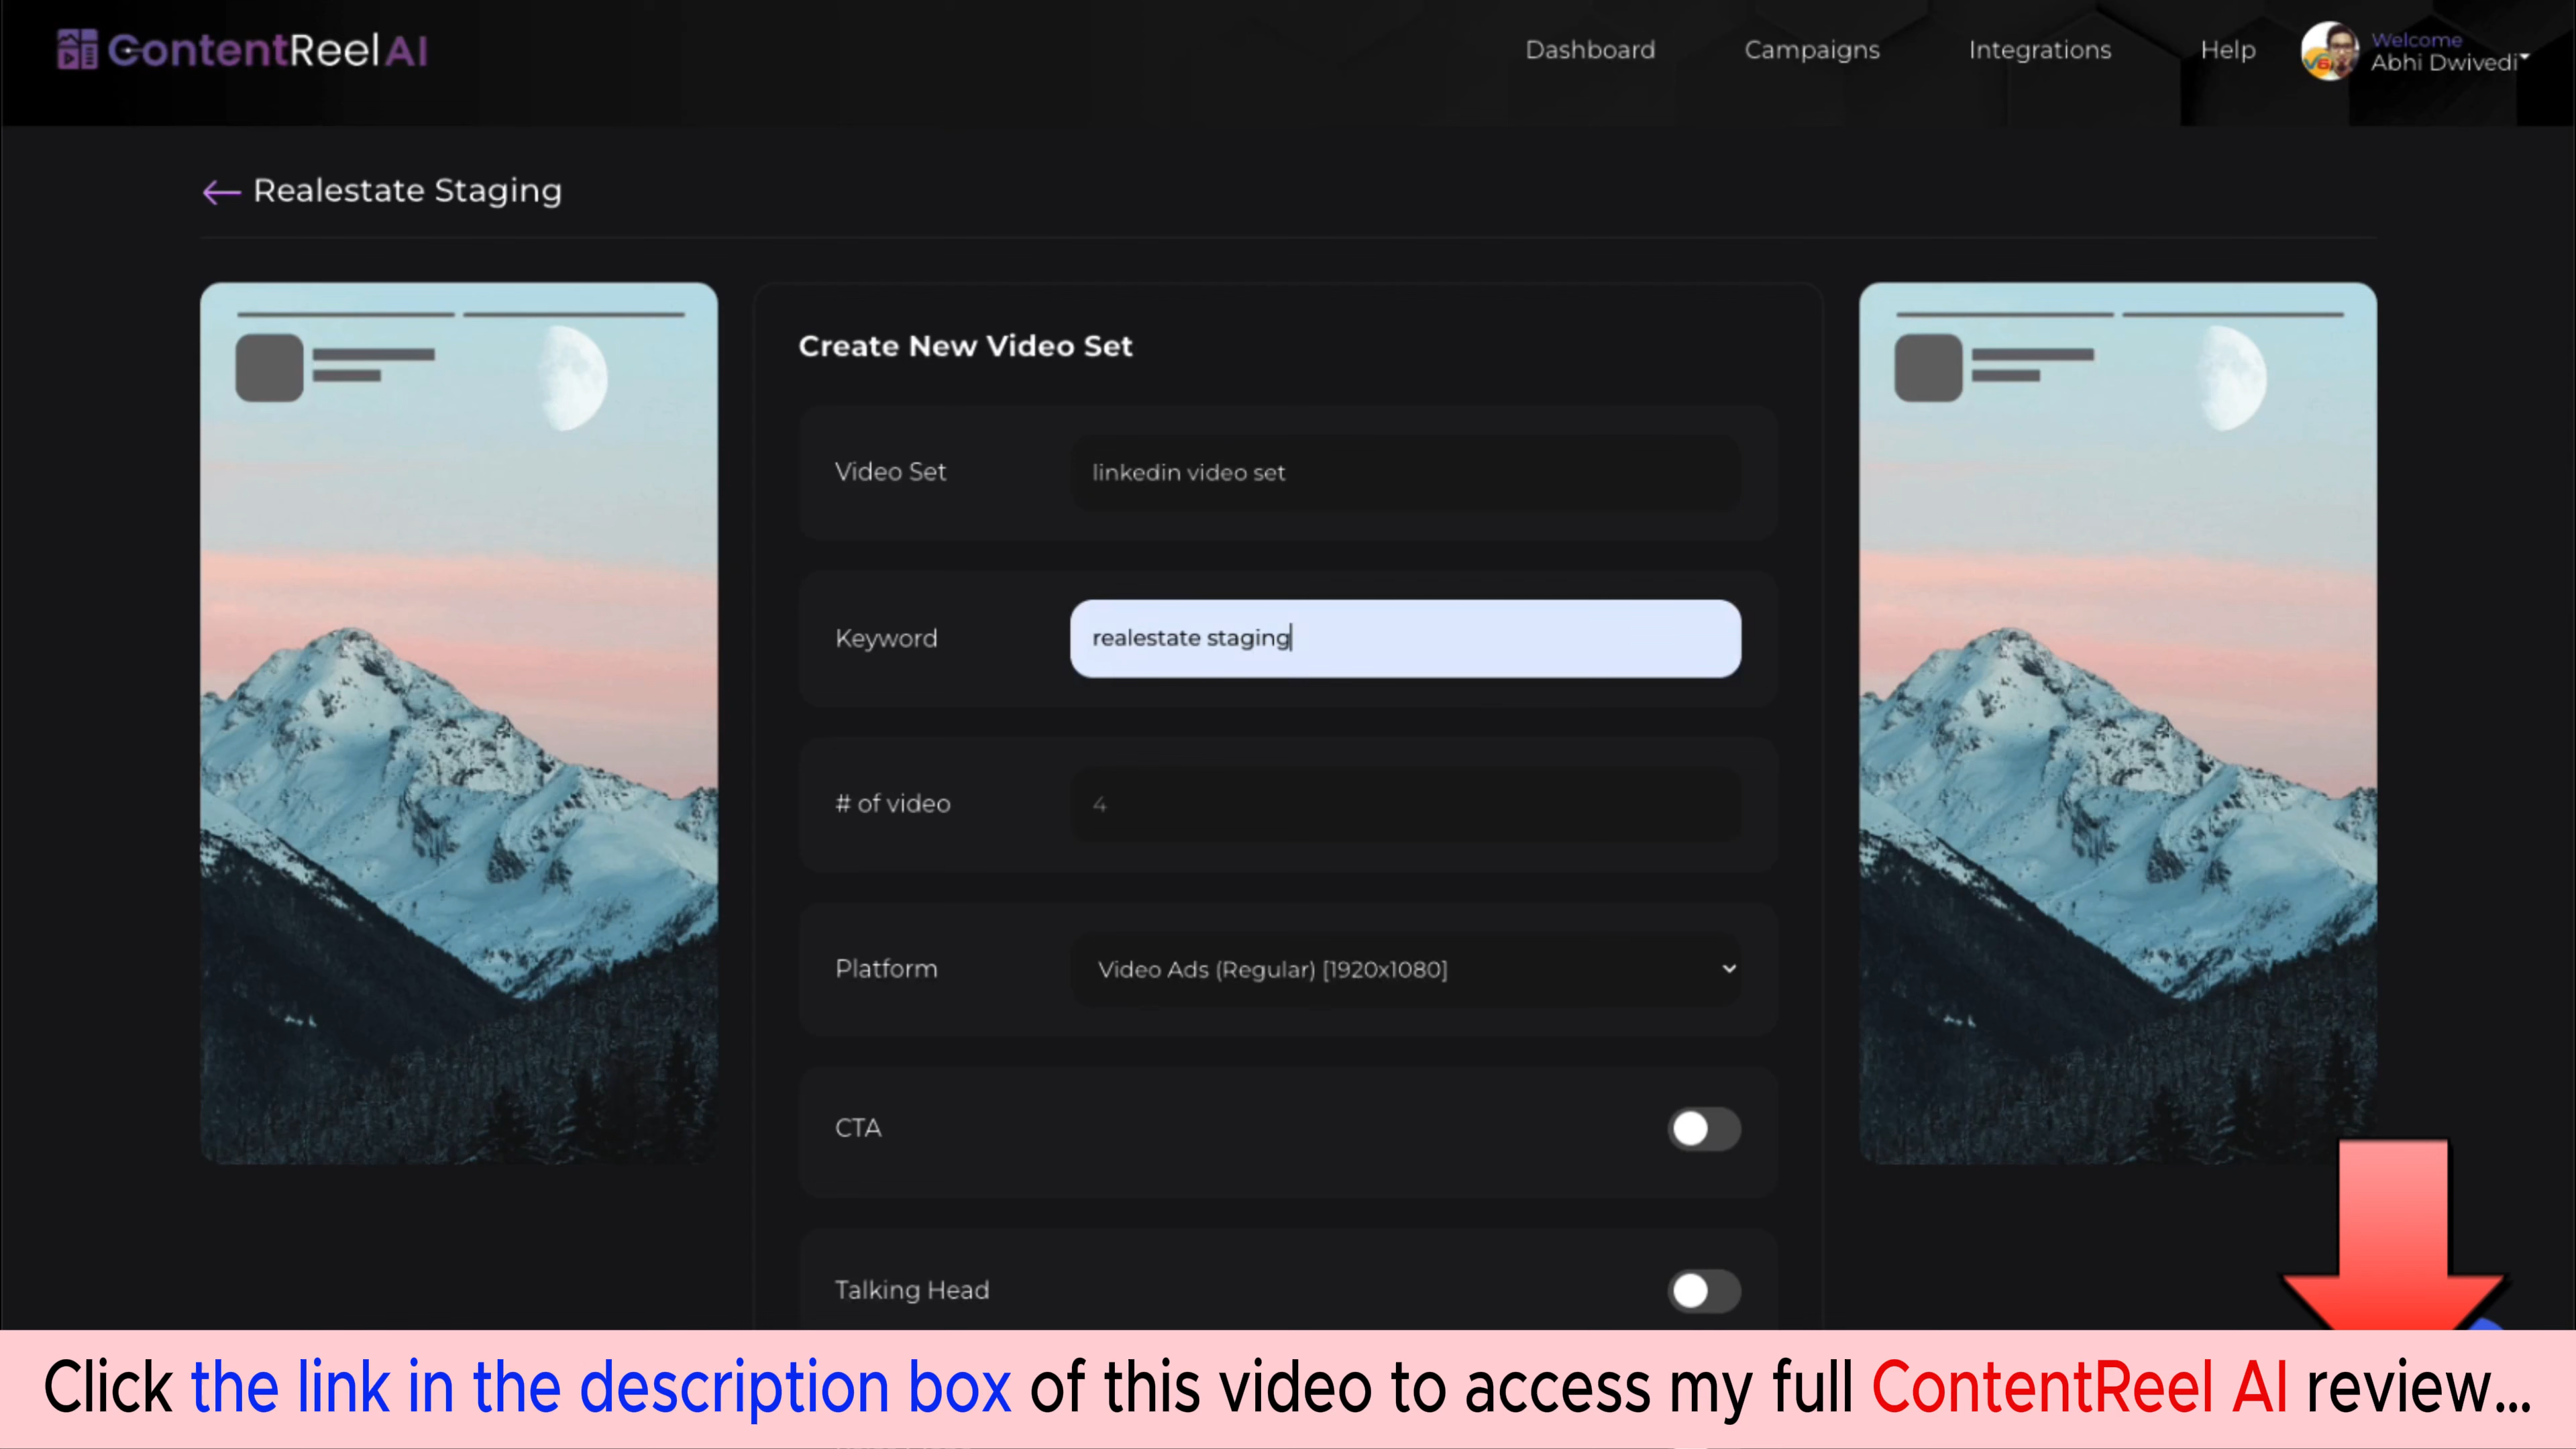 ContentReel AI
Dashboard
Campaigns
Integrations
Help
Welcome
Abhi Dwivedi
Realestate Staging
Create New Video Set
Video Set
linkedin video set
Keyword
realestate staging
# of video
4
Platform
Video Ads (Regular) [1920x1080]
CTA
Talking Head
Click the link in the description box of this video to access my full ContentReel AI review...